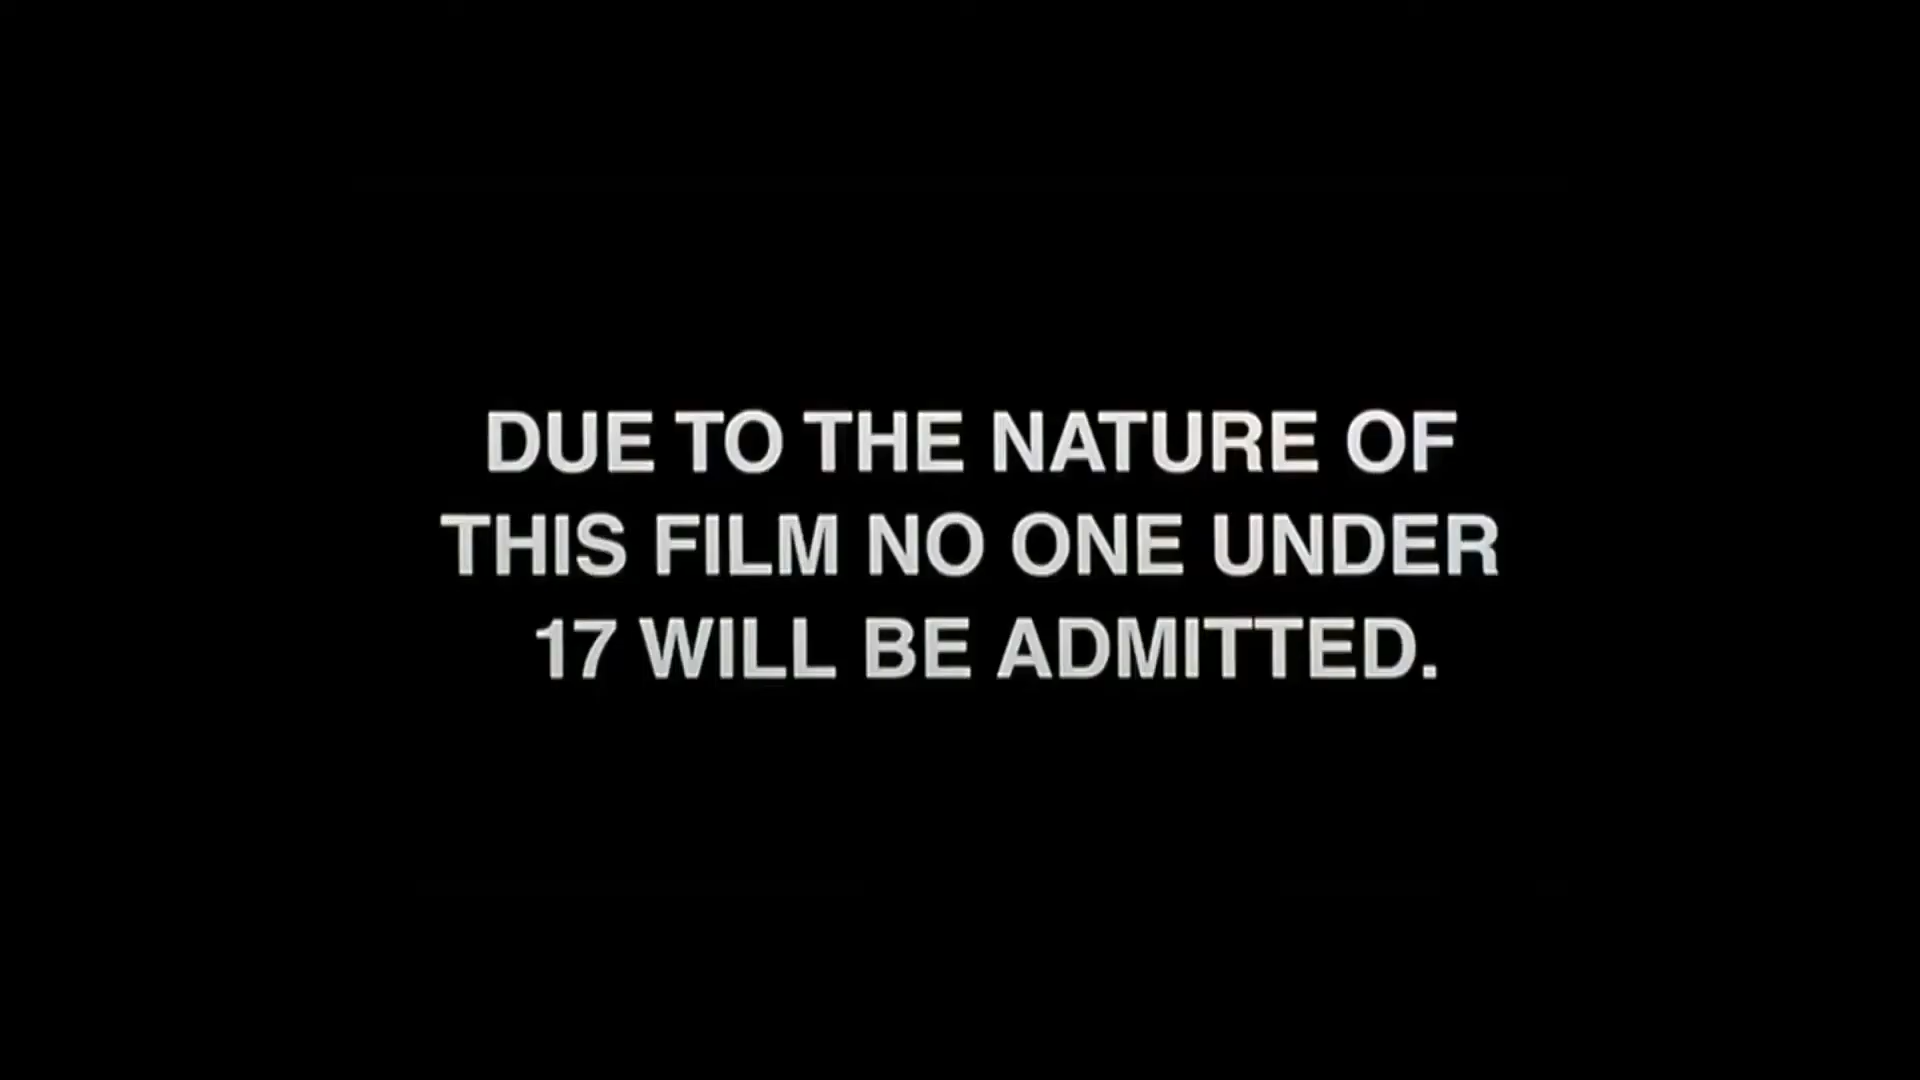 DUE TO THE NATURE OF
THIS FILM NO ONE UNDER
17 WILL BE ADMITTED.